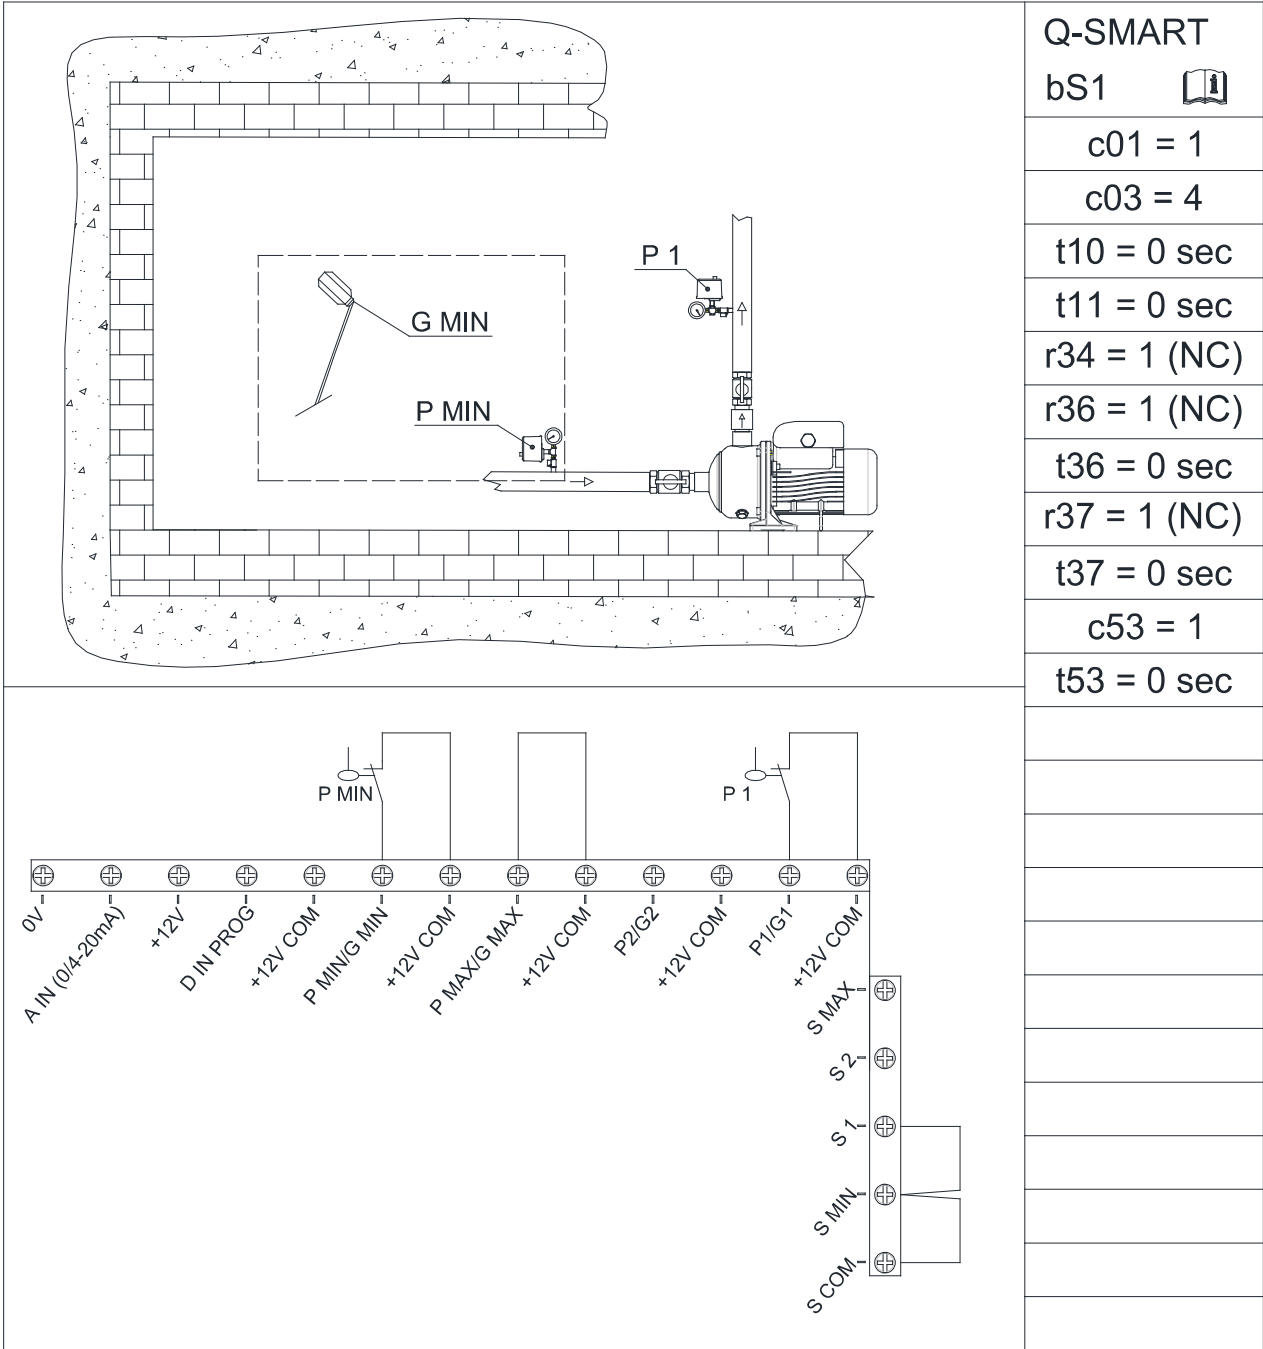 Q-SMART
bS1 i
c01 = 1
c03 = 4
t10 = 0 sec
t11 = 0 sec
r34 = 1 (NC)
r36 = 1 (NC)
t36 = 0 sec
r37 = 1 (NC)
t37 = 0 sec
c53 = 1
t53 = 0 sec
P 1
G MIN
P MIN
P MIN
P 1
0V
A IN (0/4-20mA)
+12V
D IN PROG
+12V COM
P MIN/G MIN
+12V COM
P MAX/G MAX
+12V COM
P2/G2
+12V COM
P1/G1
+12V COM
S MAX
S 2
S 1
S MIN
S COM